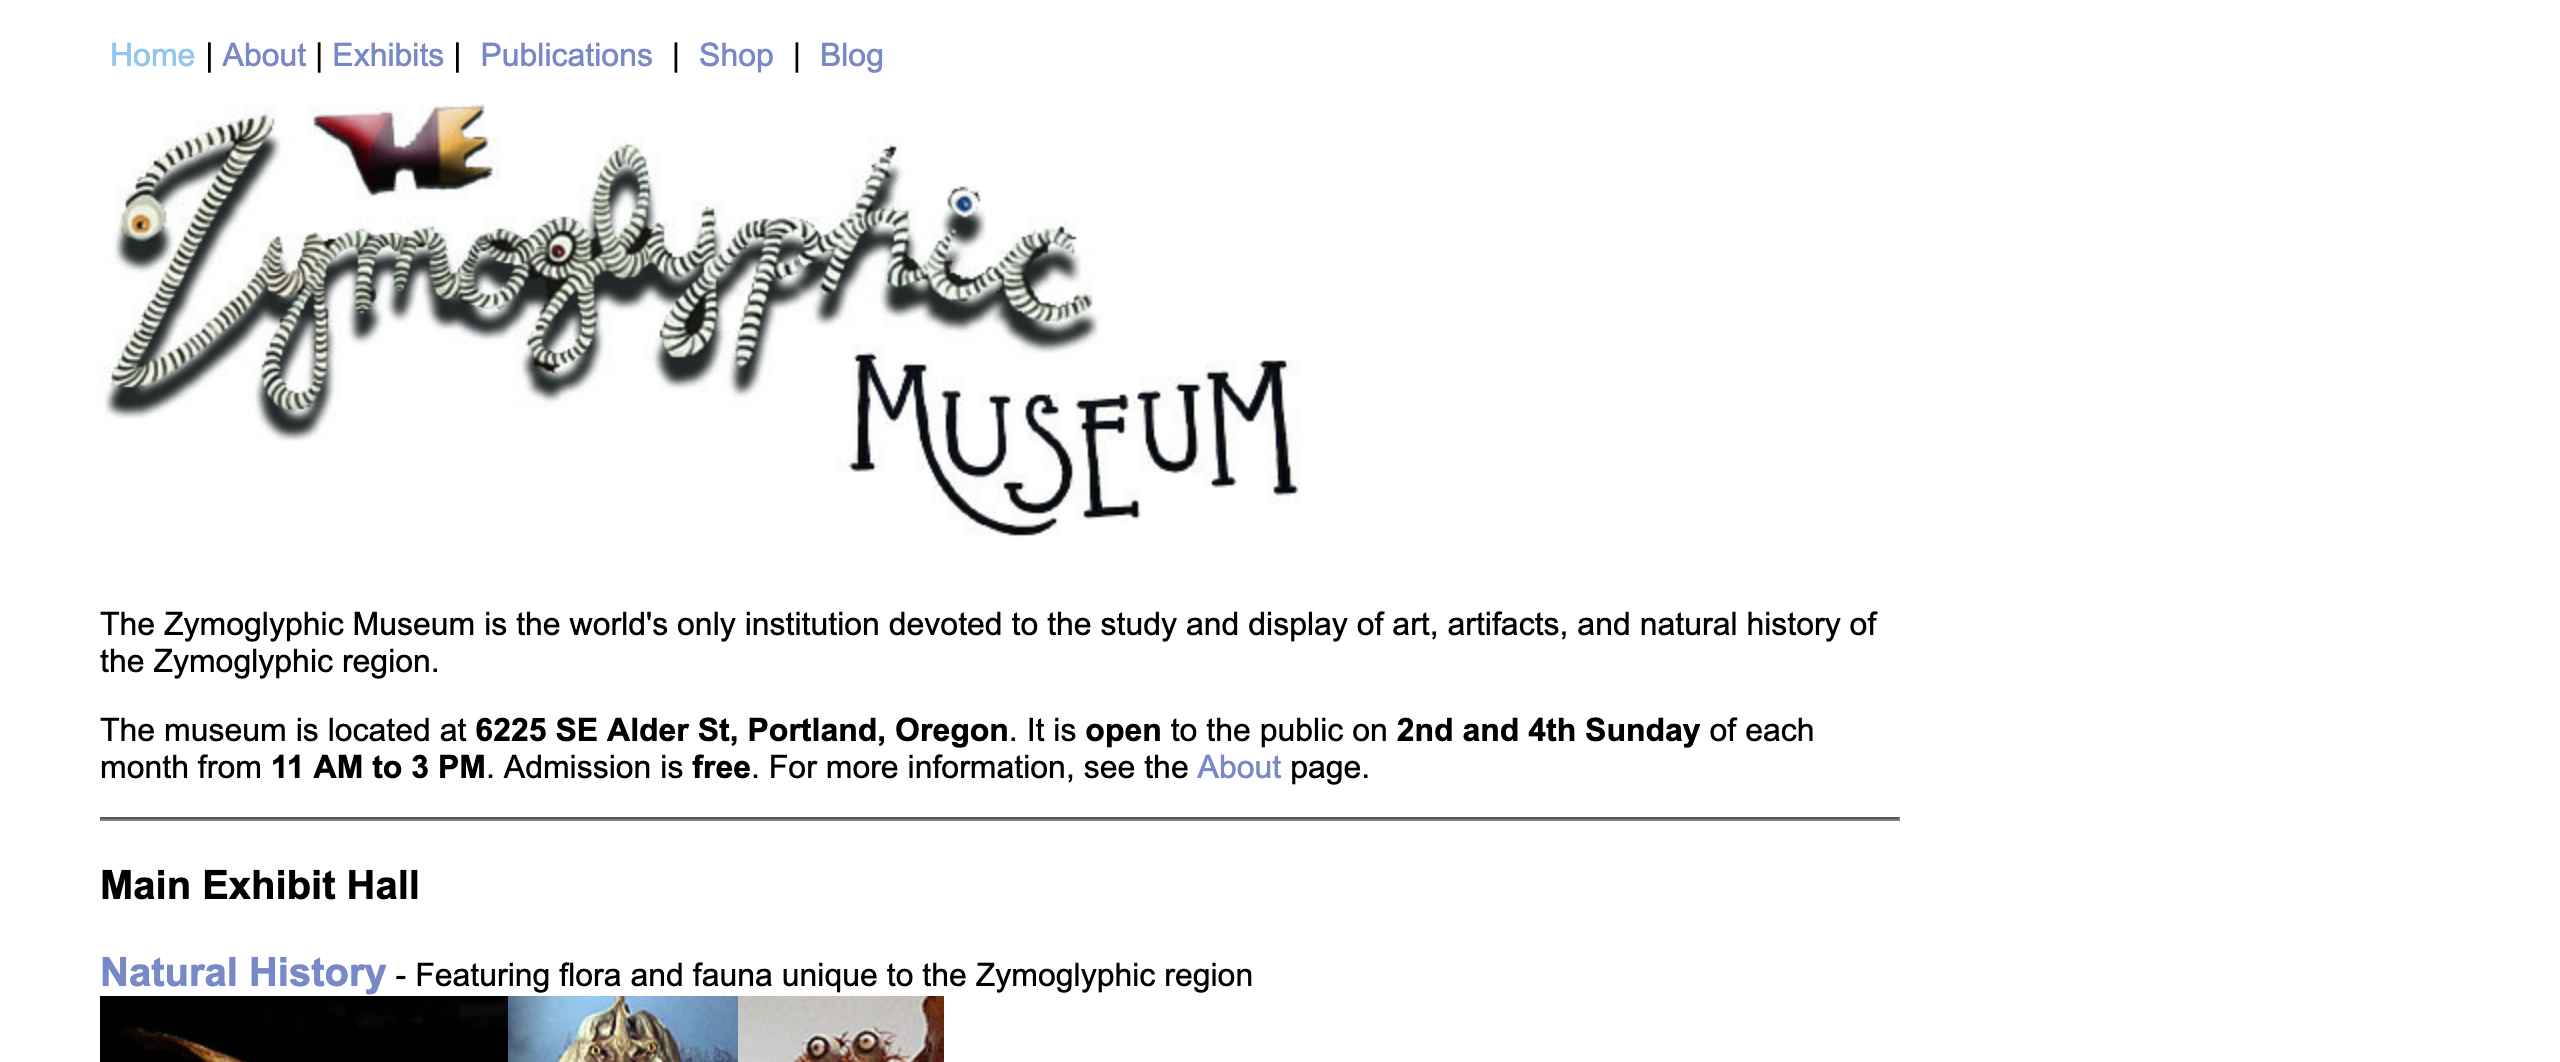 Home | About | Exhibits | Publications | Shop | Blog
THE
Zymoglyphic
MUSEUM
The Zymoglyphic Museum is the world's only institution devoted to the study and display of art, artifacts, and natural history of
the Zymoglyphic region.
The museum is located at 6225 SE Alder St, Portland, Oregon. It is open to the public on 2nd and 4th Sunday of each
month from 11 AM to 3 PM. Admission is free. For more information, see the About page.
Main Exhibit Hall
Natural History - Featuring flora and fauna unique to the Zymoglyphic region